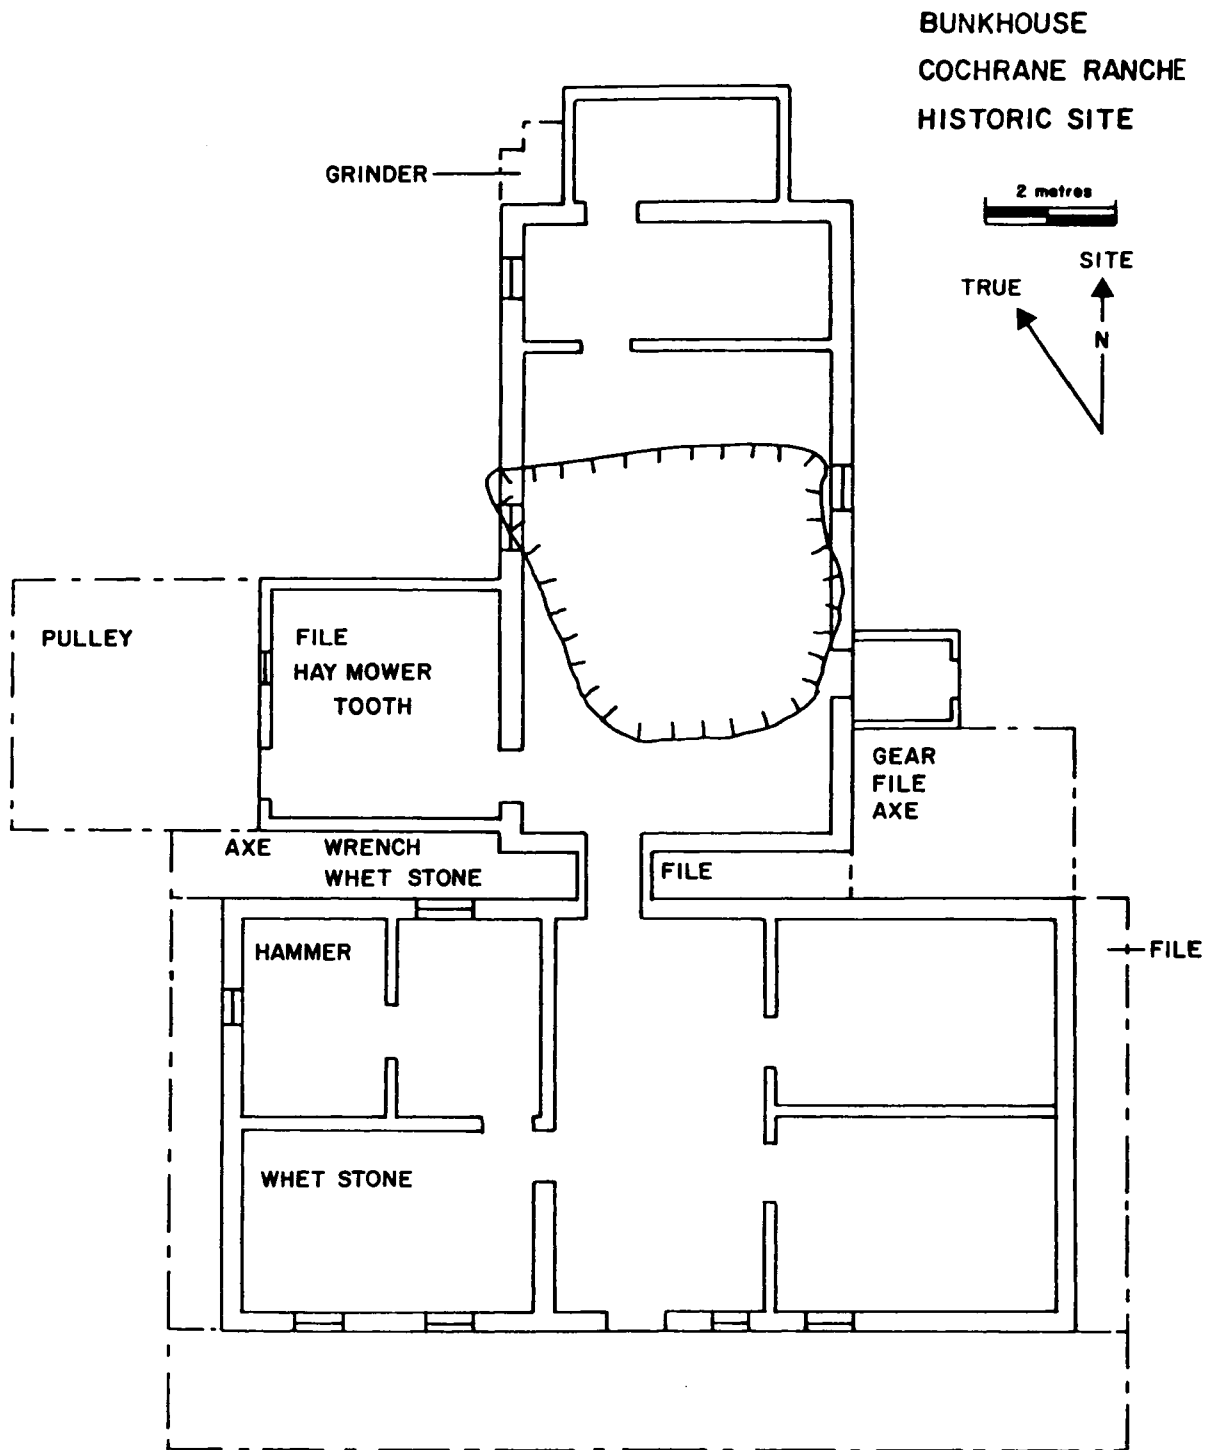 BUNKHOUSE
COCHRANE RANCHE
HISTORIC SITE
GRINDER
2 metres
SITE
TRUE
N
PULLEY
FILE
HAY MOWER
TOOTH
GEAR
FILE
AXE
AXE
WRENCH
WHET STONE
FILE
HAMMER
FILE
WHET STONE